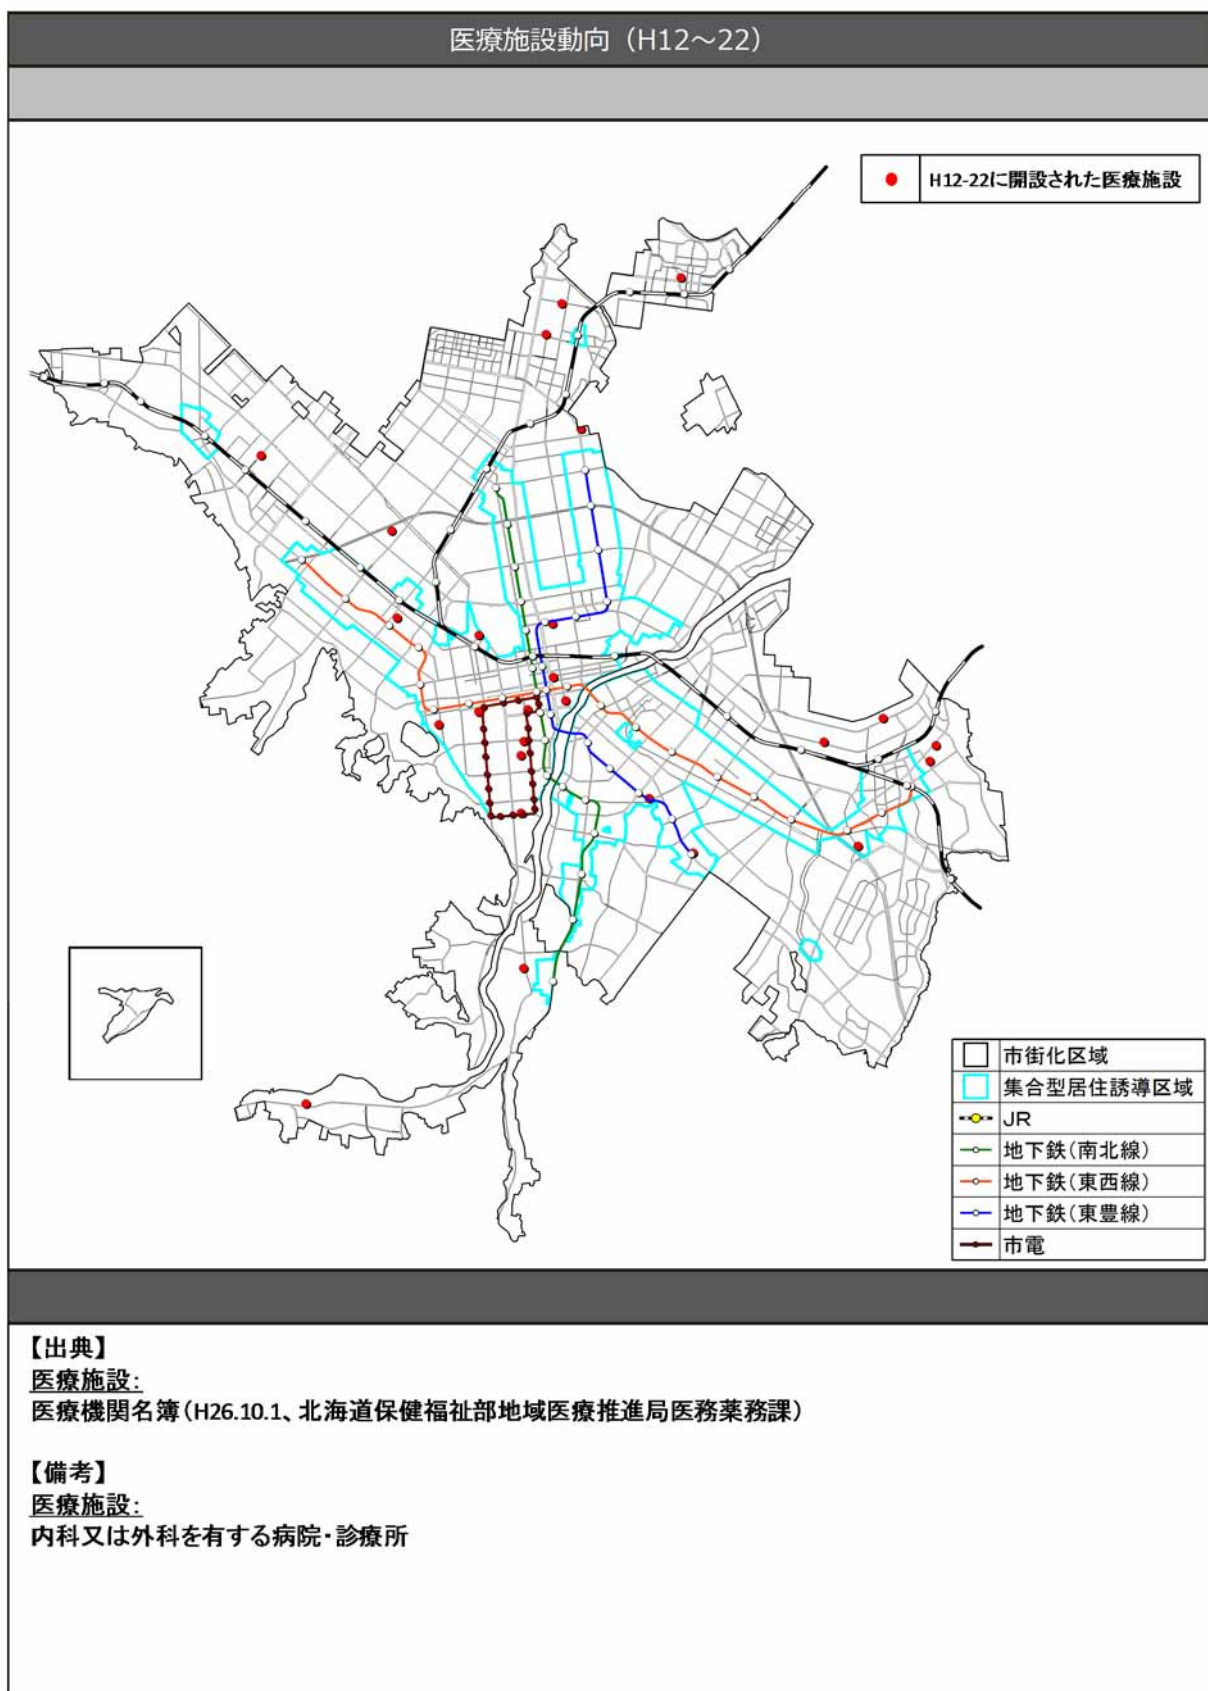 医療施設動向（H12～22）
H12-22に開設された医療施設
市街化区域
集合型居住誘導区域
JR
地下鉄（南北線）
地下鉄（東西線）
地下鉄（東豊線）
市電
【出典】
医療施設：
医療機関名簿（H26.10.1、北海道保健福祉部地域医療推進局医務薬務課）
【備考】
医療施設：
内科又は外科を有する病院・診療所